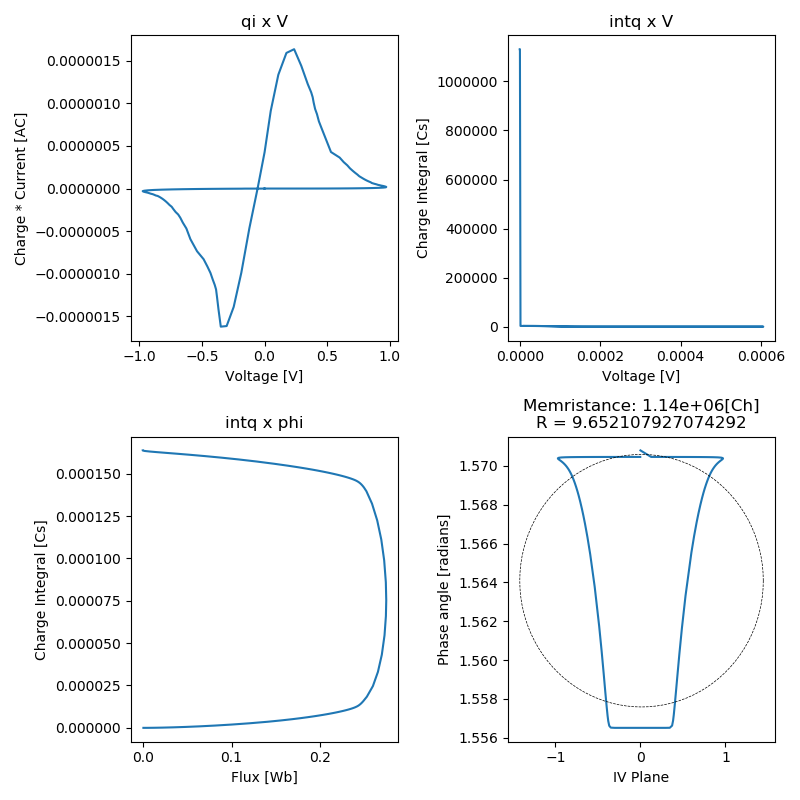 qi x V
0.0000015
0.0000010
0.0000005
0.0000000
−0.0000005
−0.0000010
−0.0000015
Charge * Current [AC]
−1.0 −0.5 0.0 0.5 1.0
Voltage [V]
intq x V
1000000
800000
600000
400000
200000
0
Charge Integral [Cs]
0.0000 0.0002 0.0004 0.0006
Voltage [V]
intq x phi
0.000150
0.000125
0.000100
0.000075
0.000050
0.000025
0.000000
Charge Integral [Cs]
0.0 0.1 0.2
Flux [Wb]
Memristance: 1.14e+06[Ch]
R = 9.652107927074292
1.570
1.568
1.566
1.564
1.562
1.560
1.558
1.556
Phase angle [radians]
−1 0 1
IV Plane